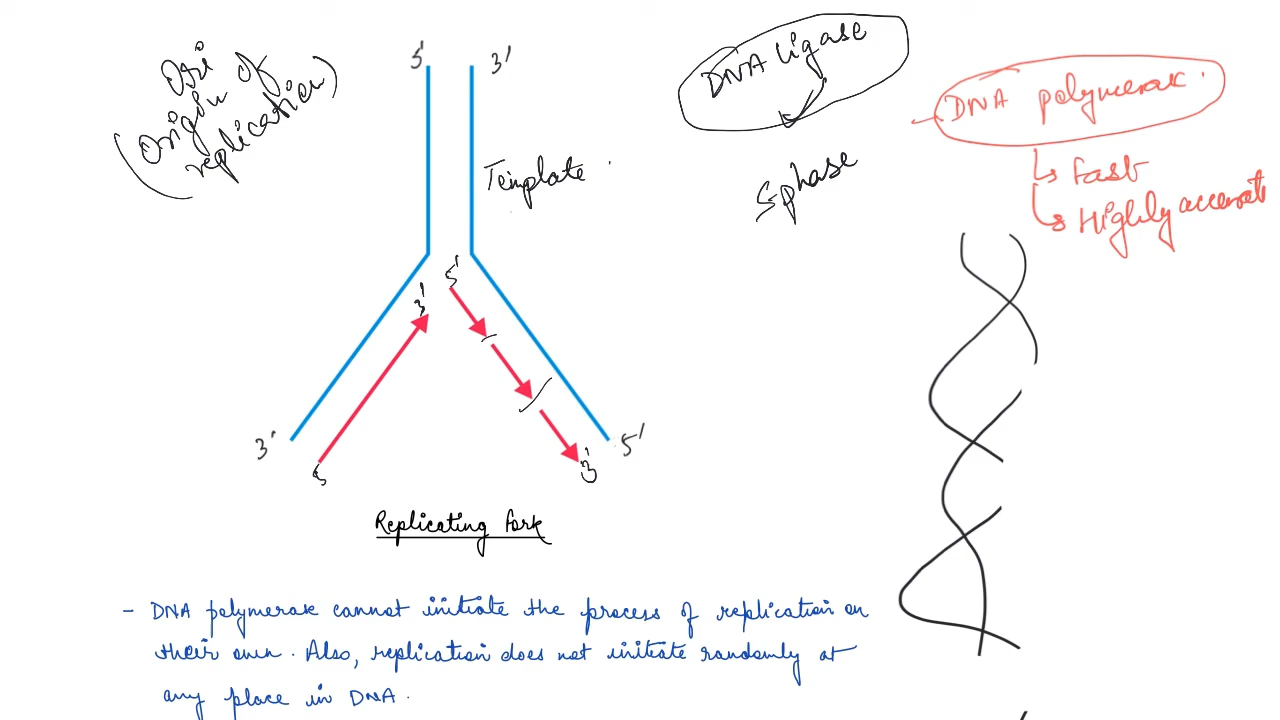 Ori
(Origin of
replication)
5'
3'
Template
DNA ligase
S phase
DNA polymerase
↳ Fast
↳ Highly accurate
5'
3'
3'
5
3'
5'
Replicating Fork
- DNA polymerase cannot initiate the process of replication on
their own. Also, replication does not initiate randomly at
any place in DNA.